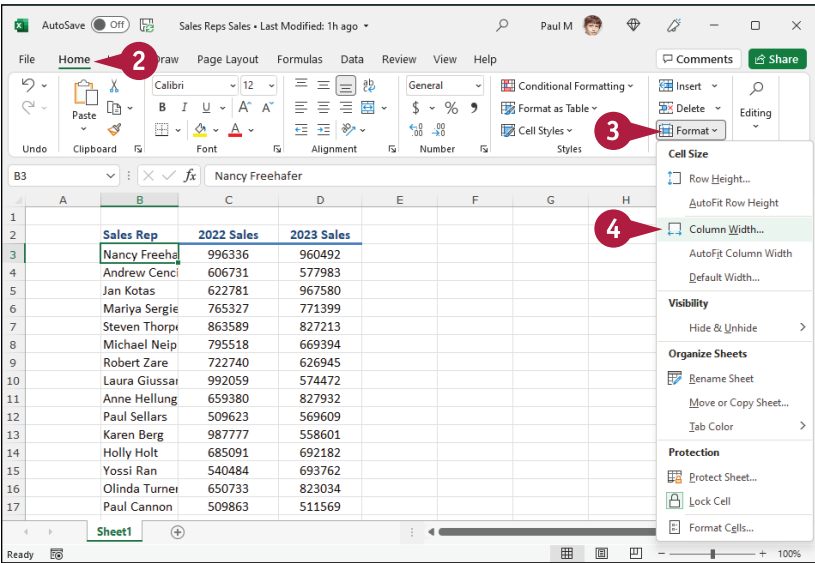 AutoSave Off Sales Reps Sales • Last Modified: 1h ago Paul M
File Home Draw Page Layout Formulas Data Review View Help Comments Share
2
Paste
Calibri 12
B I U A A A
General
$ % 9
Conditional Formatting
Format as Table
Cell Styles
Insert
Delete
Format
Editing
3
Undo Clipboard Font Alignment Number Styles
B3 fx Nancy Freehafer
A B C D E F G H
1
2 Sales Rep 2022 Sales 2023 Sales
3 Nancy Freeha 996336 960492
4 Andrew Cenci 606731 577983
5 Jan Kotas 622781 967580
6 Mariya Sergie 765327 771399
7 Steven Thorpe 863589 827213
8 Michael Neip 795518 669394
9 Robert Zare 722740 626945
10 Laura Giussar 992059 574472
11 Anne Hellung 659380 827932
12 Paul Sellars 509623 569609
13 Karen Berg 987777 558601
14 Holly Holt 685091 692182
15 Yossi Ran 540484 693762
16 Olinda Turner 650733 823034
17 Paul Cannon 509863 511569
Cell Size
Row Height...
AutoFit Row Height
4
Column Width...
AutoFit Column Width
Default Width...
Visibility
Hide & Unhide
Organize Sheets
Rename Sheet
Move or Copy Sheet...
Tab Color
Protection
Protect Sheet...
Lock Cell
Format Cells...
Sheet1
Ready 100%